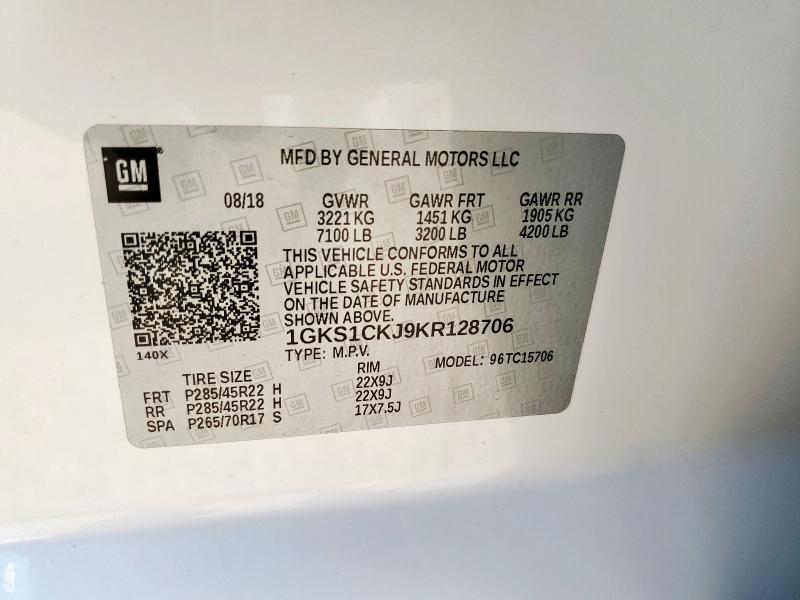 GM
MFD BY GENERAL MOTORS LLC
08/18 GVWR GAWR FRT GAWR RR
3221 KG 1451 KG 1905 KG
7100 LB 3200 LB 4200 LB
THIS VEHICLE CONFORMS TO ALL
APPLICABLE U.S. FEDERAL MOTOR
VEHICLE SAFETY STANDARDS IN EFFECT
ON THE DATE OF MANUFACTURE
SHOWN ABOVE.
1GKS1CKJ9KR128706
140X
TYPE: M.P.V. MODEL: 96TC15706
TIRE SIZE RIM
FRT P285/45R22 H 22X9J
RR P285/45R22 H 22X9J
SPA P265/70R17 S 17X7.5J